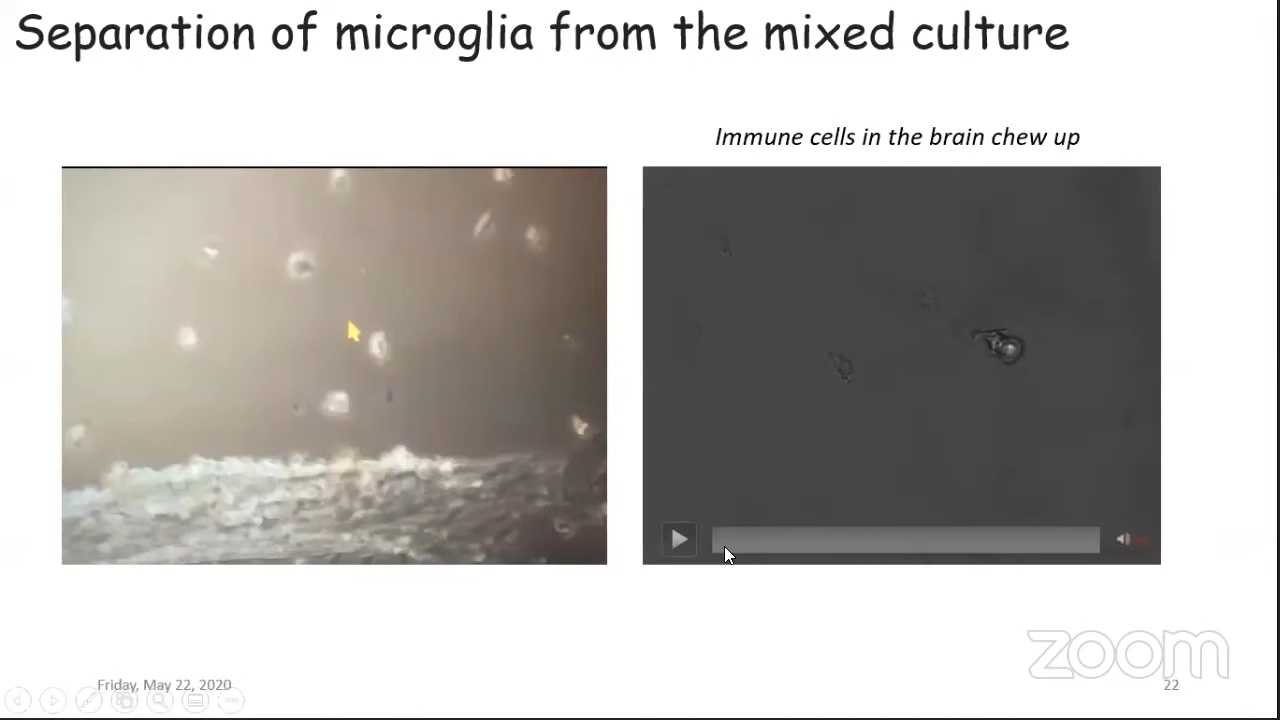 Separation of microglia from the mixed culture
Immune cells in the brain chew up
zoom
Friday, May 22, 2020
22